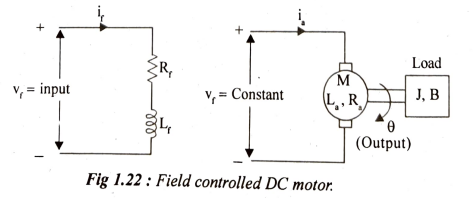 +
i_f
R_f
v_f = input
L_f
−
+
i_a
v_f = Constant
M
L_a , R_a
Load
J, B
θ
(Output)
−
Fig 1.22 : Field controlled DC motor.